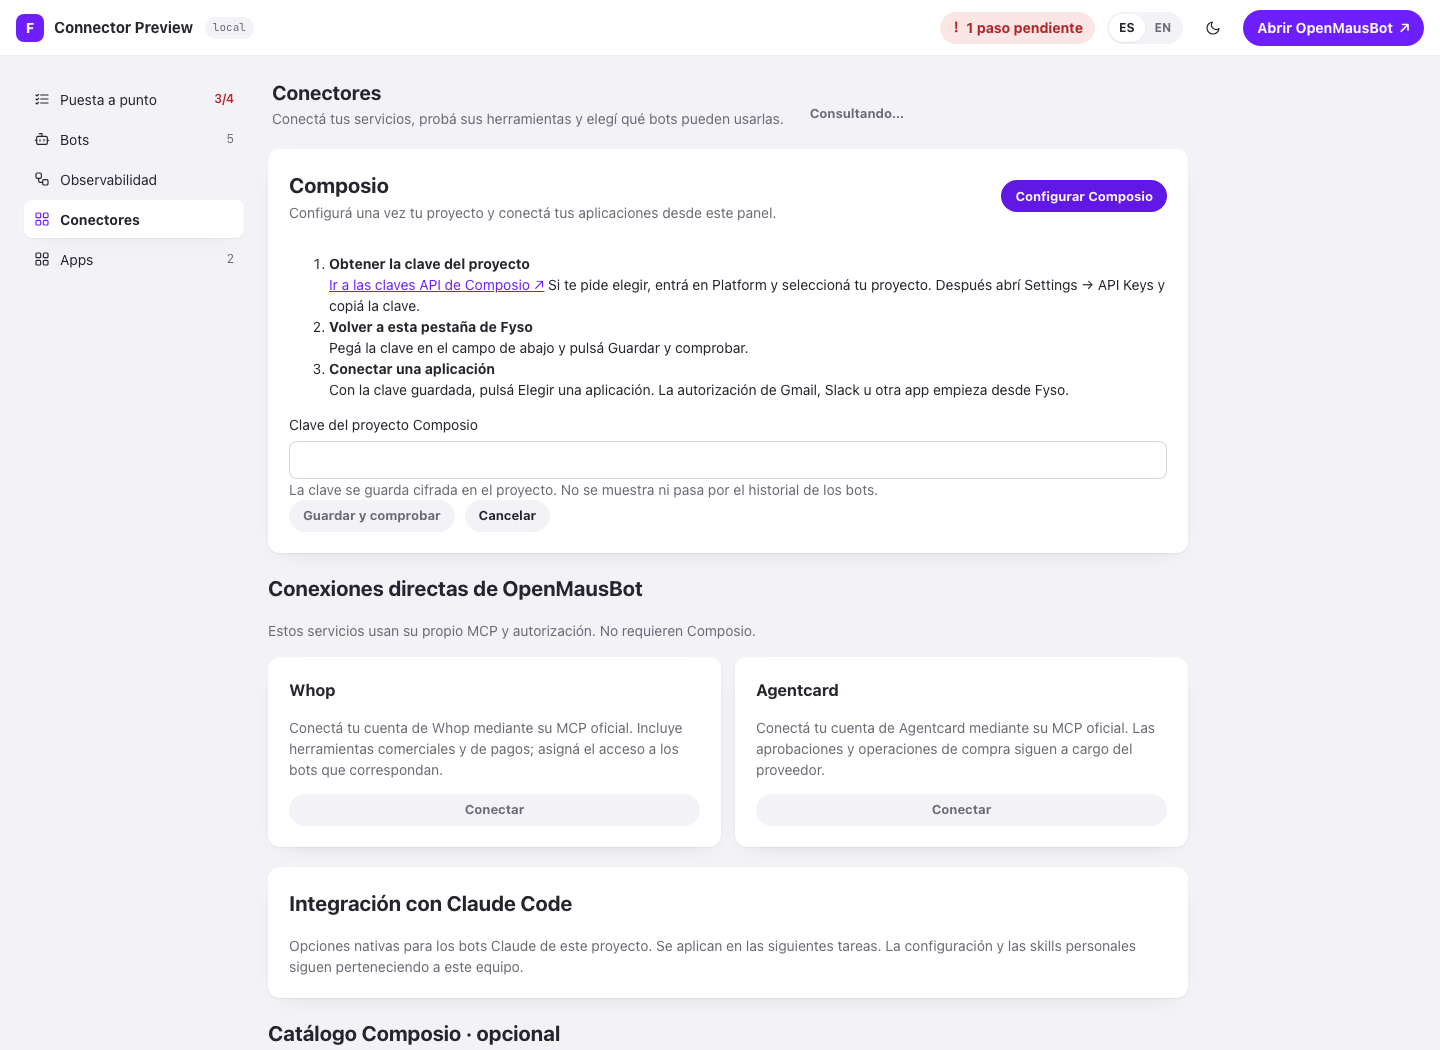 F Connector Preview local
! 1 paso pendiente
ES EN
Abrir OpenMausBot ↗
Puesta a punto 3/4
Bots 5
Observabilidad
Conectores
Apps 2
Conectores
Conectá tus servicios, probá sus herramientas y elegí qué bots pueden usarlas.
Consultando...
Composio
Configurá una vez tu proyecto y conectá tus aplicaciones desde este panel.
Configurar Composio
1. Obtener la clave del proyecto
Ir a las claves API de Composio ↗ Si te pide elegir, entrá en Platform y seleccioná tu proyecto. Después abrí Settings → API Keys y
copiá la clave.
2. Volver a esta pestaña de Fyso
Pegá la clave en el campo de abajo y pulsá Guardar y comprobar.
3. Conectar una aplicación
Con la clave guardada, pulsá Elegir una aplicación. La autorización de Gmail, Slack u otra app empieza desde Fyso.
Clave del proyecto Composio
La clave se guarda cifrada en el proyecto. No se muestra ni pasa por el historial de los bots.
Guardar y comprobar
Cancelar
Conexiones directas de OpenMausBot
Estos servicios usan su propio MCP y autorización. No requieren Composio.
Whop
Conectá tu cuenta de Whop mediante su MCP oficial. Incluye
herramientas comerciales y de pagos; asigná el acceso a los
bots que correspondan.
Conectar
Agentcard
Conectá tu cuenta de Agentcard mediante su MCP oficial. Las
aprobaciones y operaciones de compra siguen a cargo del
proveedor.
Conectar
Integración con Claude Code
Opciones nativas para los bots Claude de este proyecto. Se aplican en las siguientes tareas. La configuración y las skills personales
siguen perteneciendo a este equipo.
Catálogo Composio · opcional